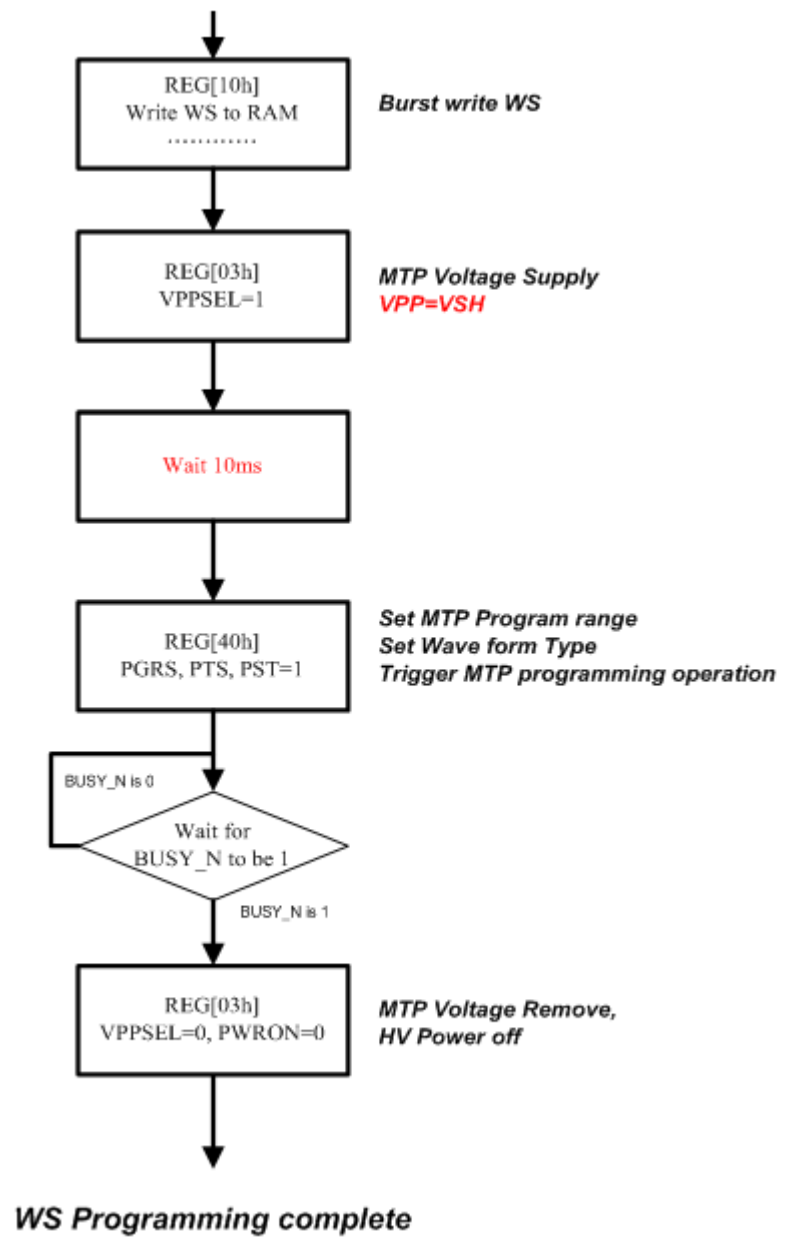 REG[10h]
Write WS to RAM
............
Burst write WS
REG[03h]
VPPSEL=1
MTP Voltage Supply
VPP=VSH
Wait 10ms
REG[40h]
PGRS, PTS, PST=1
Set MTP Program range
Set Wave form Type
Trigger MTP programming operation
BUSY_N is 0
Wait for
BUSY_N to be 1
BUSY_N is 1
REG[03h]
VPPSEL=0, PWRON=0
MTP Voltage Remove,
HV Power off
WS Programming complete